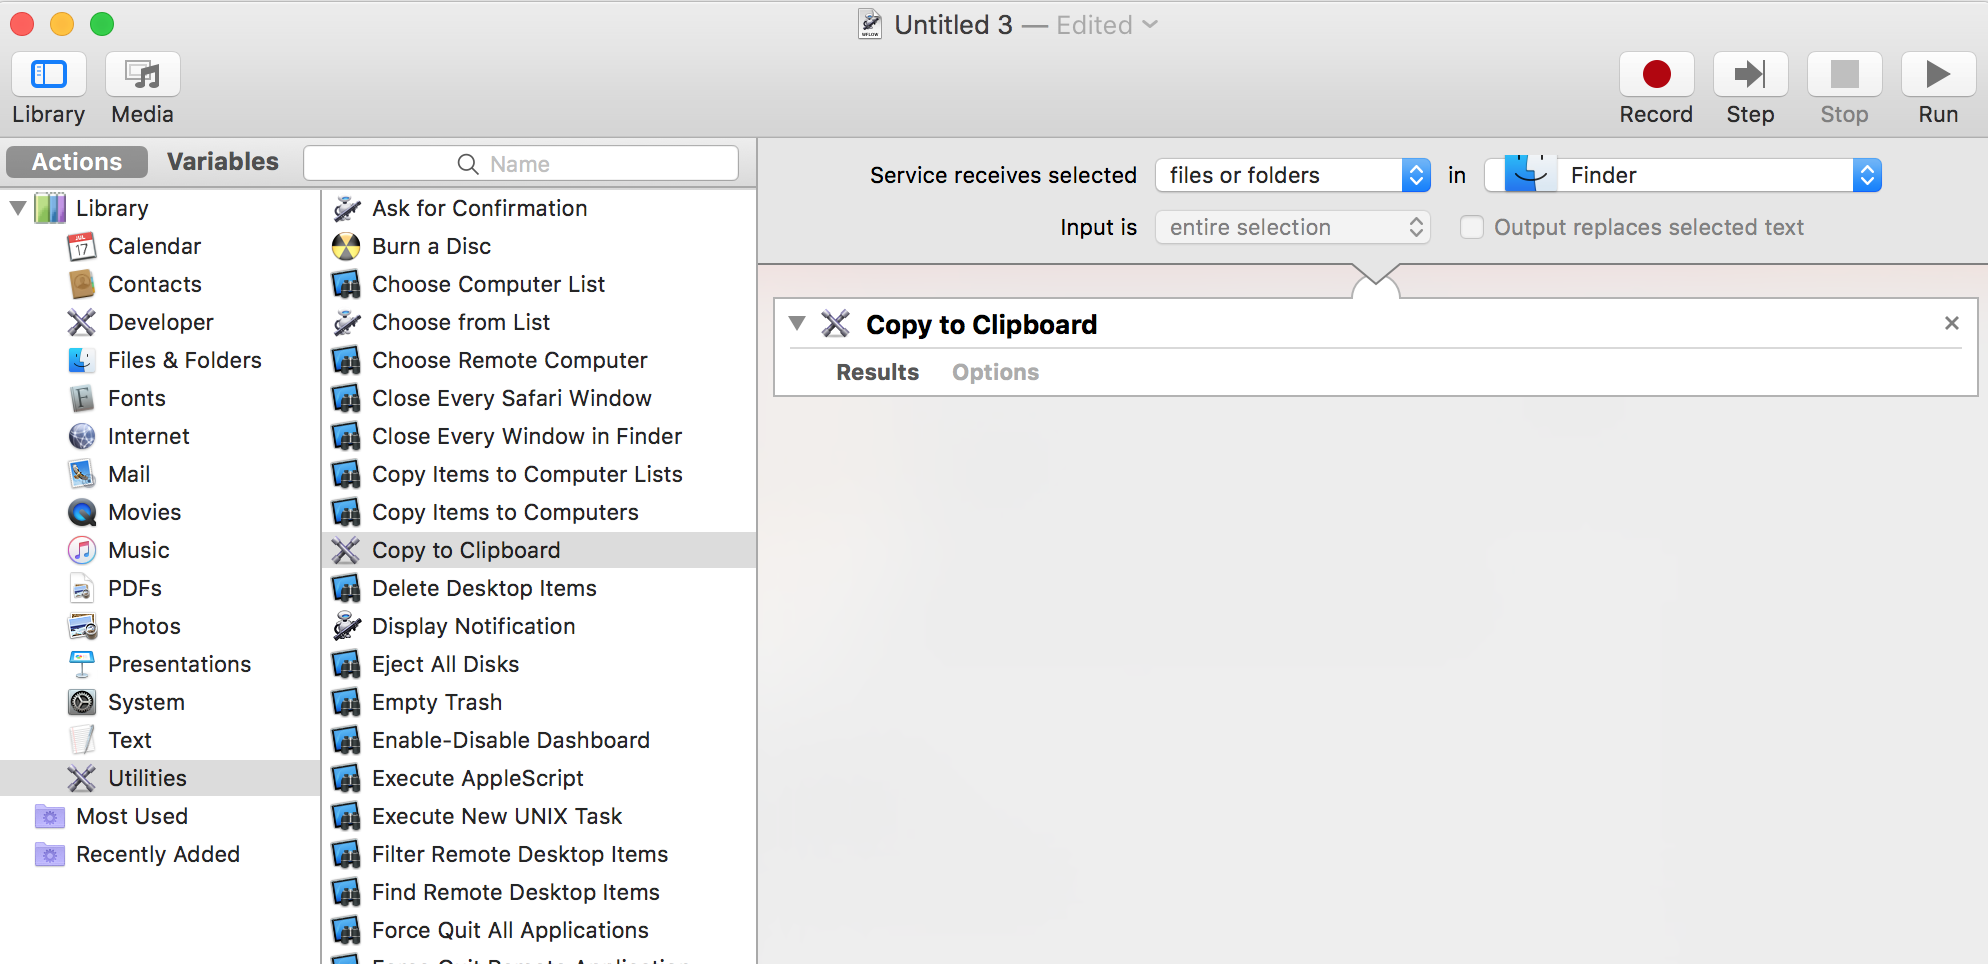 Untitled 3 — Edited
Library
Media
Record
Step
Stop
Run
Actions
Variables
Name
Library
Calendar
Contacts
Developer
Files & Folders
Fonts
Internet
Mail
Movies
Music
PDFs
Photos
Presentations
System
Text
Utilities
Most Used
Recently Added
Ask for Confirmation
Burn a Disc
Choose Computer List
Choose from List
Choose Remote Computer
Close Every Safari Window
Close Every Window in Finder
Copy Items to Computer Lists
Copy Items to Computers
Copy to Clipboard
Delete Desktop Items
Display Notification
Eject All Disks
Empty Trash
Enable-Disable Dashboard
Execute AppleScript
Execute New UNIX Task
Filter Remote Desktop Items
Find Remote Desktop Items
Force Quit All Applications
Service receives selected files or folders in Finder
Input is entire selection Output replaces selected text
Copy to Clipboard
Results Options